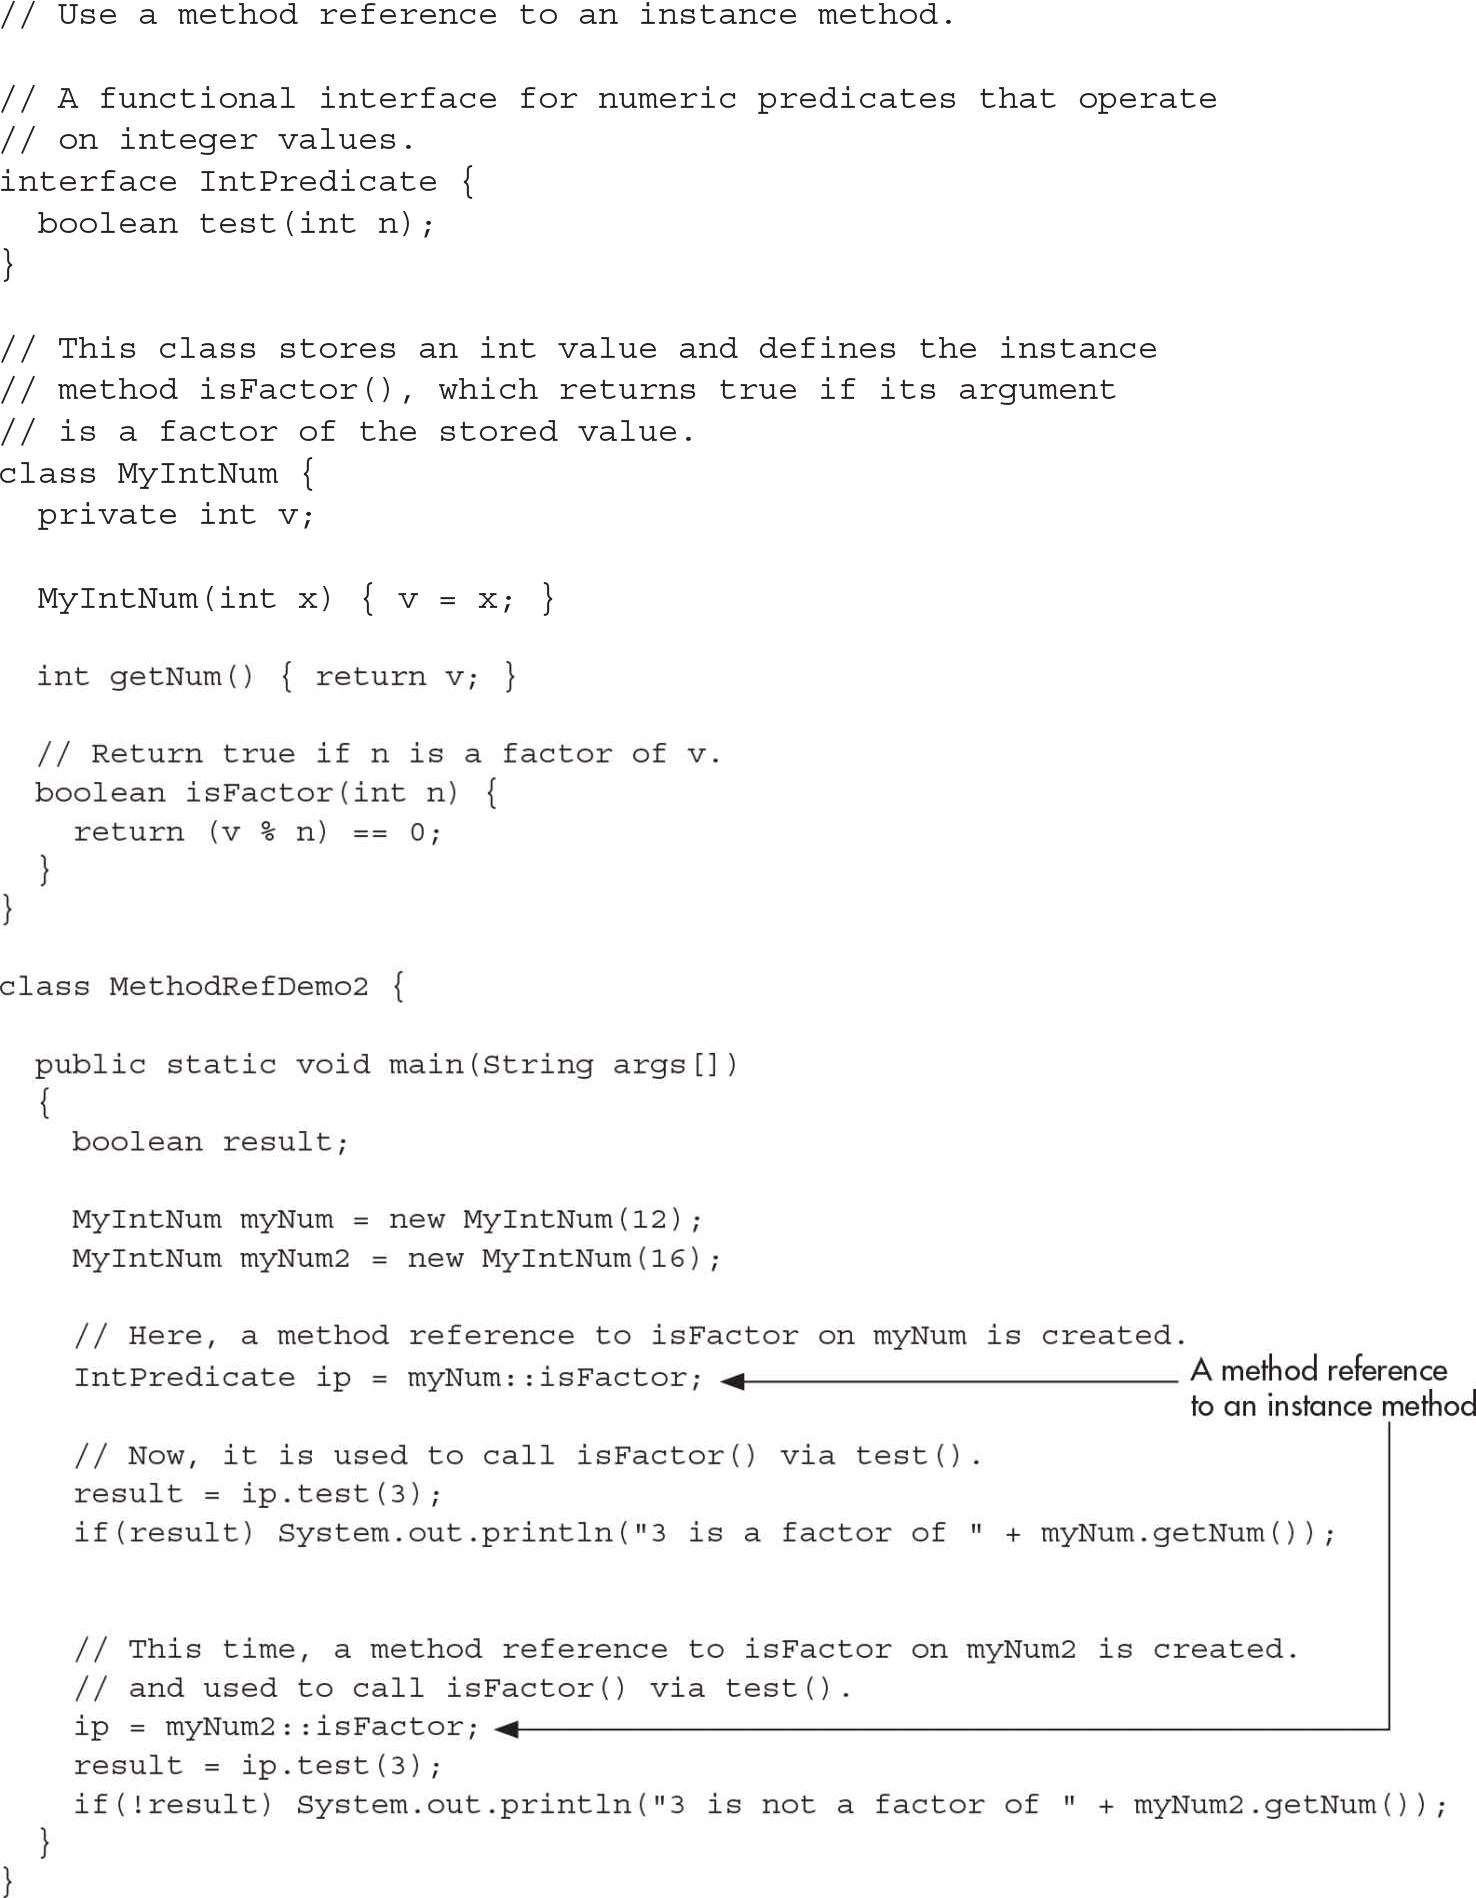 // Use a method reference to an instance method.
// A functional interface for numeric predicates that operate
// on integer values.
interface IntPredicate {
  boolean test(int n);
}
// This class stores an int value and defines the instance
// method isFactor(), which returns true if its argument
// is a factor of the stored value.
class MyIntNum {
  private int v;
  MyIntNum(int x) { v = x; }
  int getNum() { return v; }
  // Return true if n is a factor of v.
  boolean isFactor(int n) {
    return (v % n) == 0;
  }
}
class MethodRefDemo2 {
  public static void main(String args[])
  {
    boolean result;
    MyIntNum myNum = new MyIntNum(12);
    MyIntNum myNum2 = new MyIntNum(16);
    // Here, a method reference to isFactor on myNum is created.
    IntPredicate ip = myNum::isFactor;
A method reference
to an instance method
    // Now, it is used to call isFactor() via test().
    result = ip.test(3);
    if(result) System.out.println("3 is a factor of " + myNum.getNum());
    // This time, a method reference to isFactor on myNum2 is created.
    // and used to call isFactor() via test().
    ip = myNum2::isFactor;
    result = ip.test(3);
    if(!result) System.out.println("3 is not a factor of " + myNum2.getNum());
  }
}